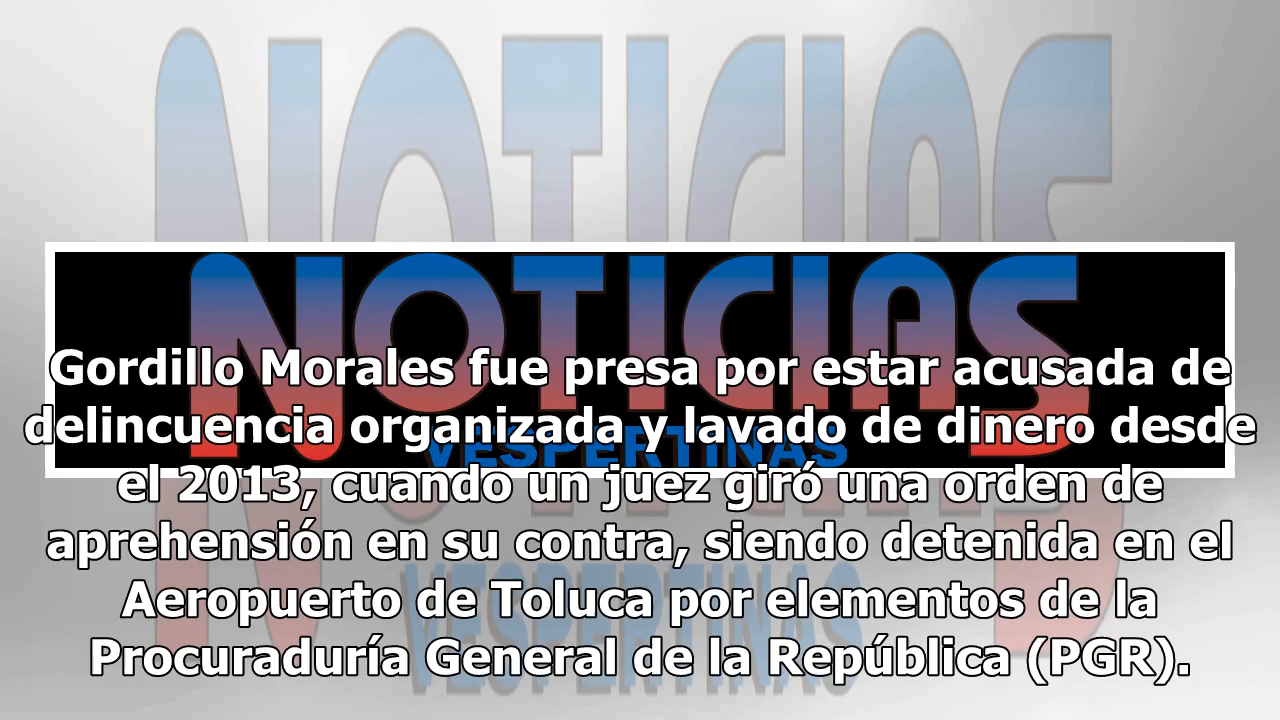 NOTICIAS
NOTICIAS
VESPERTINAS
Gordillo Morales fue presa por estar acusada de
delincuencia organizada y lavado de dinero desde
el 2013, cuando un juez giró una orden de
aprehensión en su contra, siendo detenida en el
Aeropuerto de Toluca por elementos de la
Procuraduría General de la República (PGR).
VESPERTINAS